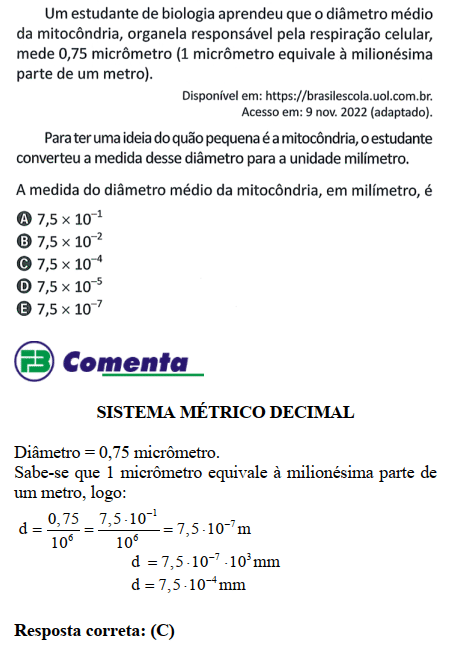 Um estudante de biologia aprendeu que o diâmetro médio
da mitocôndria, organela responsável pela respiração celular,
mede 0,75 micrômetro (1 micrômetro equivale à milionésima
parte de um metro).
Disponível em: https://brasilescola.uol.com.br.
Acesso em: 9 nov. 2022 (adaptado).
Para ter uma ideia do quão pequena é a mitocôndria, o estudante
converteu a medida desse diâmetro para a unidade milímetro.
A medida do diâmetro médio da mitocôndria, em milímetro, é
A 7,5 × 10⁻¹
B 7,5 × 10⁻²
C 7,5 × 10⁻⁴
D 7,5 × 10⁻⁵
E 7,5 × 10⁻⁷
FB Comenta
SISTEMA MÉTRICO DECIMAL
Diâmetro = 0,75 micrômetro.
Sabe-se que 1 micrômetro equivale à milionésima parte de
um metro, logo:
d = 0,75/10⁶ = 7,5·10⁻¹/10⁶ = 7,5·10⁻⁷ m
d = 7,5·10⁻⁷·10³ mm
d = 7,5·10⁻⁴ mm
Resposta correta: (C)